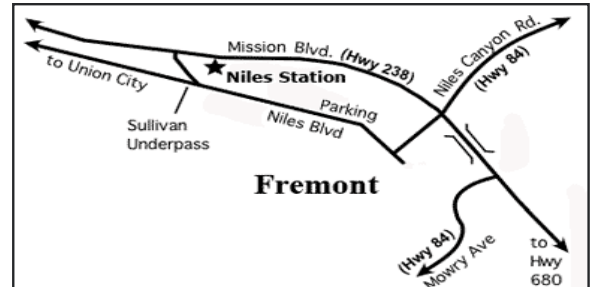 Mission Blvd. (Hwy 238)
Niles Canyon Rd.
(Hwy 84)
to Union City
Niles Station
Parking
Niles Blvd
Sullivan
Underpass
Fremont
(Hwy 84)
Mowry Ave
to
Hwy
680